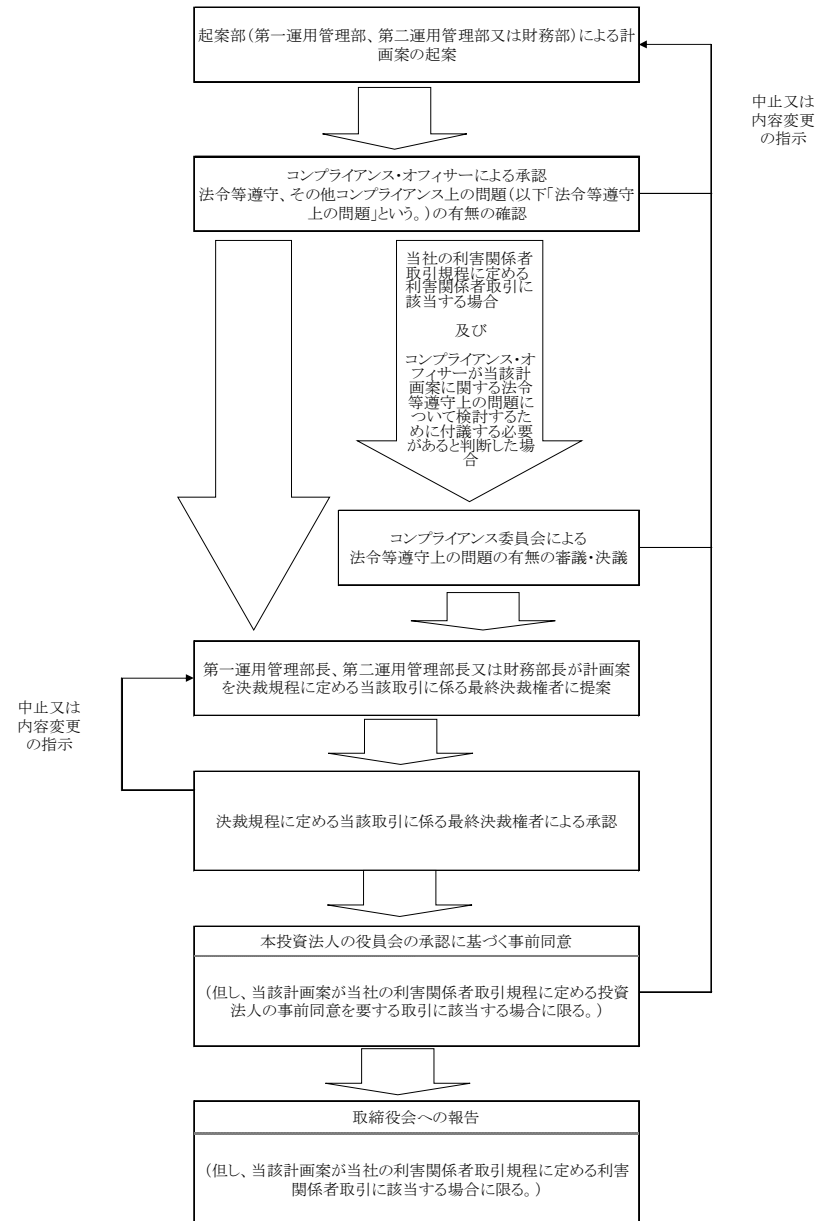 起案部(第一運用管理部、第二運用管理部又は財務部)による計
画案の起案
中止又は
内容変更
の指示
コンプライアンス・オフィサーによる承認
法令等遵守、その他コンプライアンス上の問題(以下「法令等遵守
上の問題」という。)の有無の確認
当社の利害関係者
取引規程に定める
利害関係者取引に
該当する場合
及び
コンプライアンス・オ
フィサーが当該計
画案に関する法令
等遵守上の問題に
ついて検討するた
めに付議する必要
があると判断した場
合
コンプライアンス委員会による
法令等遵守上の問題の有無の審議・決議
第一運用管理部長、第二運用管理部長又は財務部長が計画案
を決裁規程に定める当該取引に係る最終決裁権者に提案
中止又は
内容変更
の指示
決裁規程に定める当該取引に係る最終決裁権者による承認
本投資法人の役員会の承認に基づく事前同意
(但し、当該計画案が当社の利害関係者取引規程に定める投資
法人の事前同意を要する取引に該当する場合に限る。)
取締役会への報告
(但し、当該計画案が当社の利害関係者取引規程に定める利害
関係者取引に該当する場合に限る。)